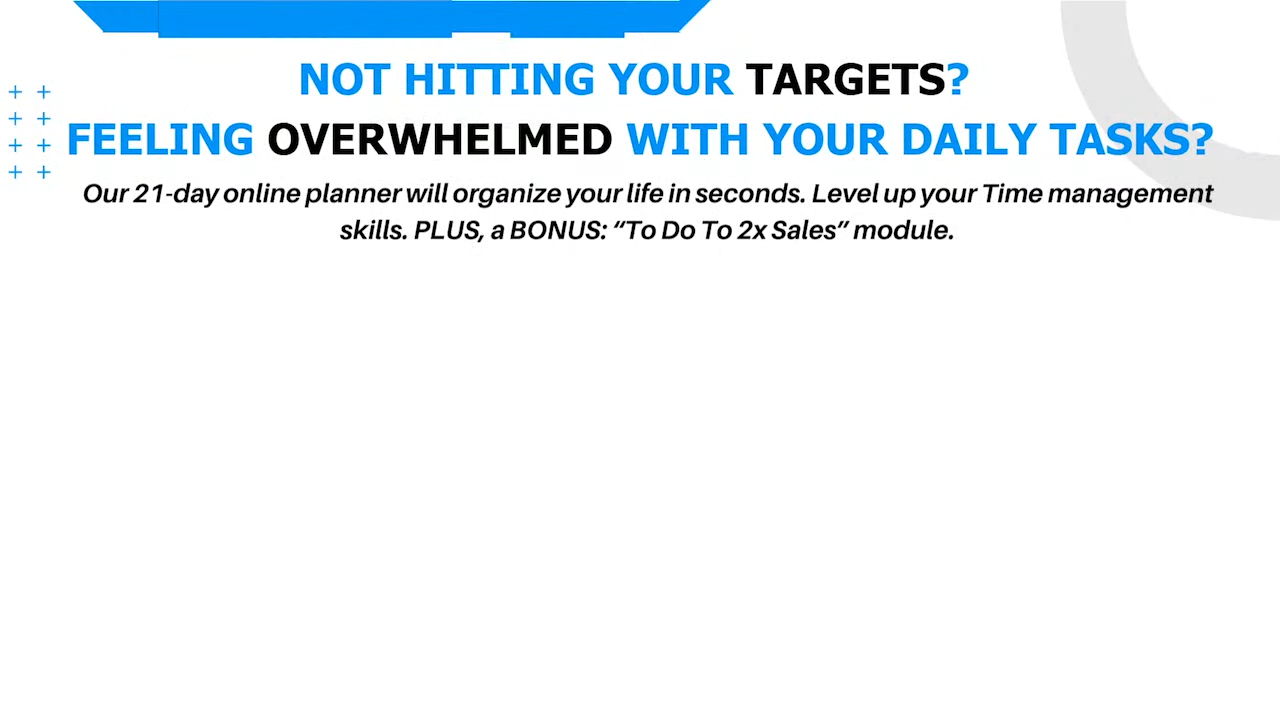 NOT HITTING YOUR TARGETS?
FEELING OVERWHELMED WITH YOUR DAILY TASKS?
Our 21-day online planner will organize your life in seconds. Level up your Time management
skills. PLUS, a BONUS: “To Do To 2x Sales” module.